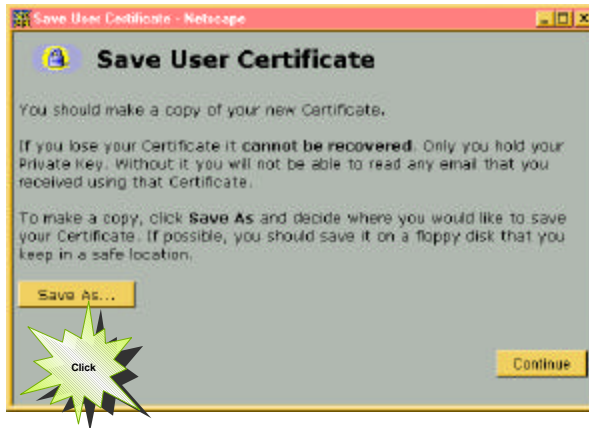 Save User Certificate - Netscape
Save User Certificate
You should make a copy of your new Certificate.
If you lose your Certificate it cannot be recovered. Only you hold your
Private Key. Without it you will not be able to read any email that you
received using that Certificate.
To make a copy, click Save As and decide where you would like to save
your Certificate. If possible, you should save it on a floppy disk that you
keep in a safe location.
Save As...
Click
Continue